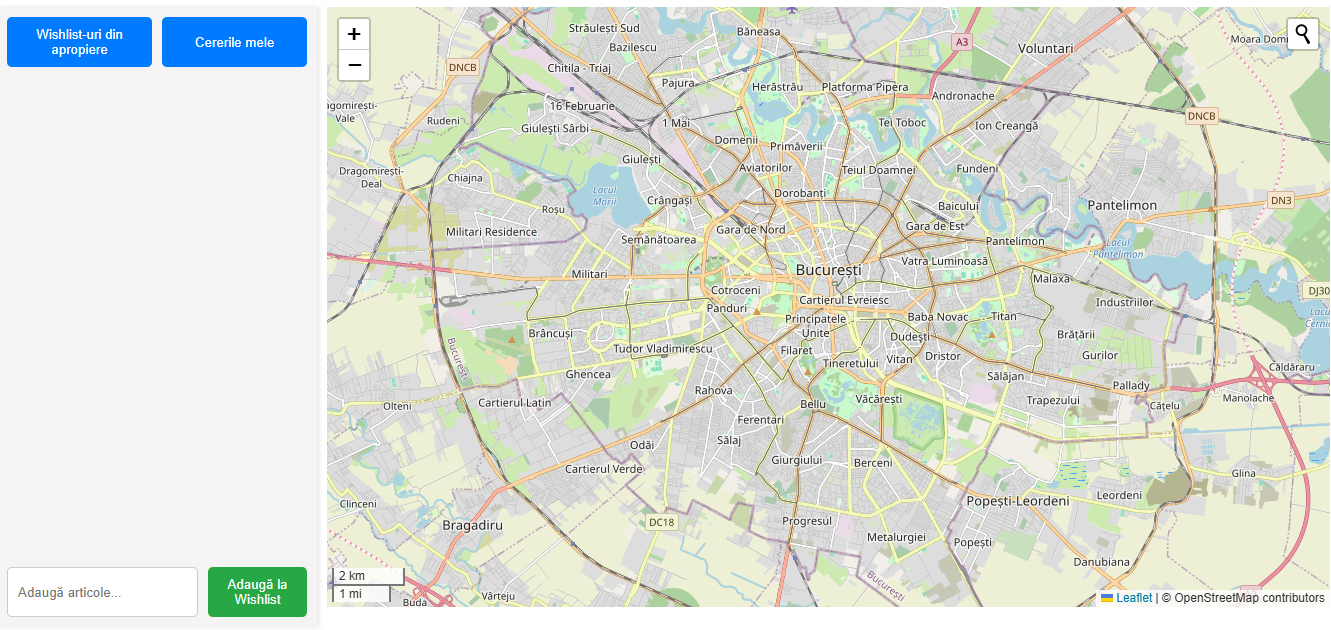 Wishlist-uri din
apropiere
Cererile mele
Adaugă articole...
Adaugă la
Wishlist
+
−
Străulești Sud
Băneasa
Bazilescu
A3
Voluntari
DNCB
Chitila - Triaj
Pajura
Herăstrău
Platforma Pipera
Andronache
16 Februarie
Rudeni
Giulești Sârbi
1 Mai
Tei Toboc
Ion Creangă
DNCB
Domenii
Primăverii
Giulești
Aviatorilor
Teiul Doamnei
Fundeni
Dragomirești-
Deal
Chiajna
Lacul
Morii
Crângași
Dorobanți
Roșu
Baicului
Pantelimon
DN3
Militari Residence
Semănătoarea
Gara de Nord
Gara de Est
Pantelimon
Lacul
Pantelimon
Militari
București
Vatra Luminoasă
Malaxa
Cotroceni
Cartierul Evreiesc
Industriilor
DJ30
Panduri
Principatele
Unite
Baba Novac
Titan
Brâncuși
Dudești
Brățării
București
Tudor Vladimirescu
Filaret
Tineretului
Vitan
Dristor
Gurilor
Ghencea
Sălăjan
Căldăraru
Rahova
Pallady
Olteni
Cartierul Latin
Bellu
Văcărești
Trapezului
Cățelu
Manolache
Ferentari
Odăi
Sălaj
Giurgiului
Berceni
Cartierul Verde
Glina
Clinceni
Leordeni
Popești-Leordeni
Bragadiru
DC18
Progresul
Metalurgiei
Popești
Danubiana
București
Vârteju
Buda
2 km
1 mi
Leaflet | © OpenStreetMap contributors